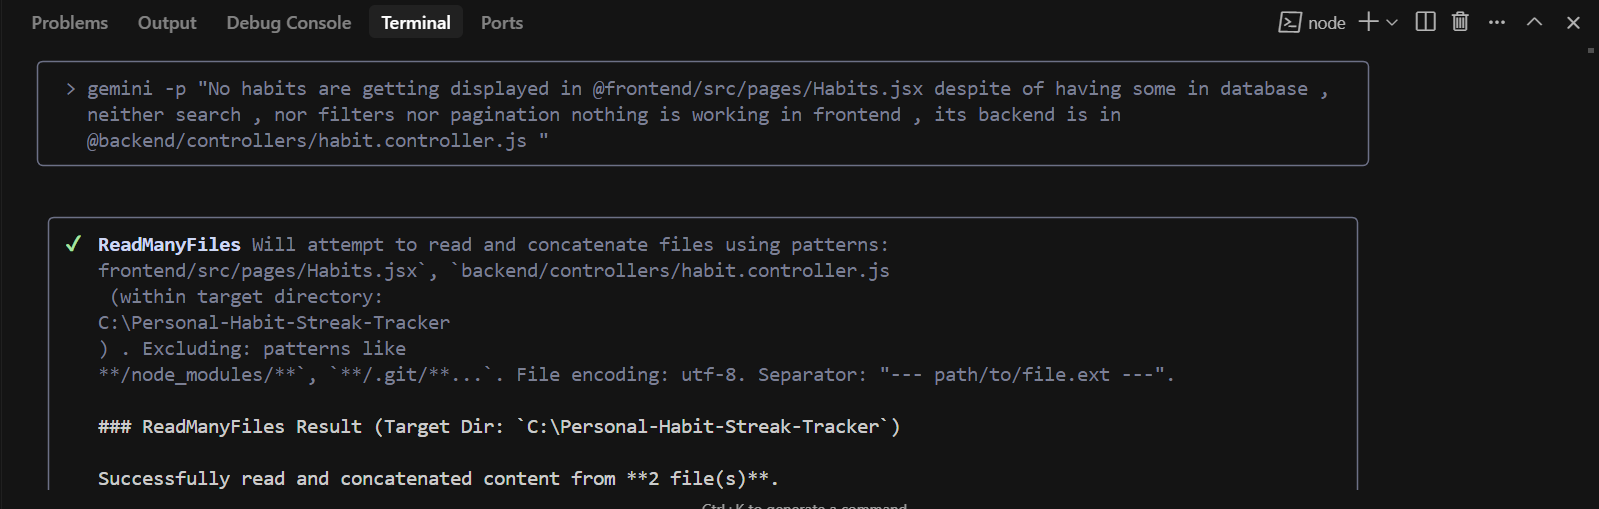 Problems Output Debug Console Terminal Ports node
> gemini -p "No habits are getting displayed in @frontend/src/pages/Habits.jsx despite of having some in database ,
neither search , nor filters nor pagination nothing is working in frontend , its backend is in
@backend/controllers/habit.controller.js "
✓ ReadManyFiles Will attempt to read and concatenate files using patterns:
frontend/src/pages/Habits.jsx`, `backend/controllers/habit.controller.js
(within target directory:
C:\Personal-Habit-Streak-Tracker
) . Excluding: patterns like
**/node_modules/**`, `**/.git/**...`. File encoding: utf-8. Separator: "--- path/to/file.ext ---".
### ReadManyFiles Result (Target Dir: `C:\Personal-Habit-Streak-Tracker`)
Successfully read and concatenated content from **2 file(s)**.
Ctrl+K to generate a command